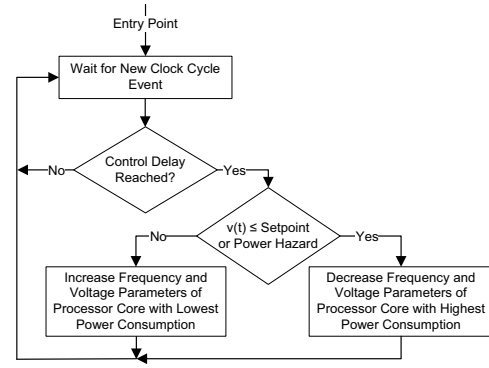 Entry Point
Wait for New Clock Cycle
Event
Control Delay
Reached?
No
Yes
v(t) ≤ Setpoint
or Power Hazard
No
Yes
Increase Frequency and
Voltage Parameters of
Processor Core with Lowest
Power Consumption
Decrease Frequency and
Voltage Parameters of
Processor Core with Highest
Power Consumption